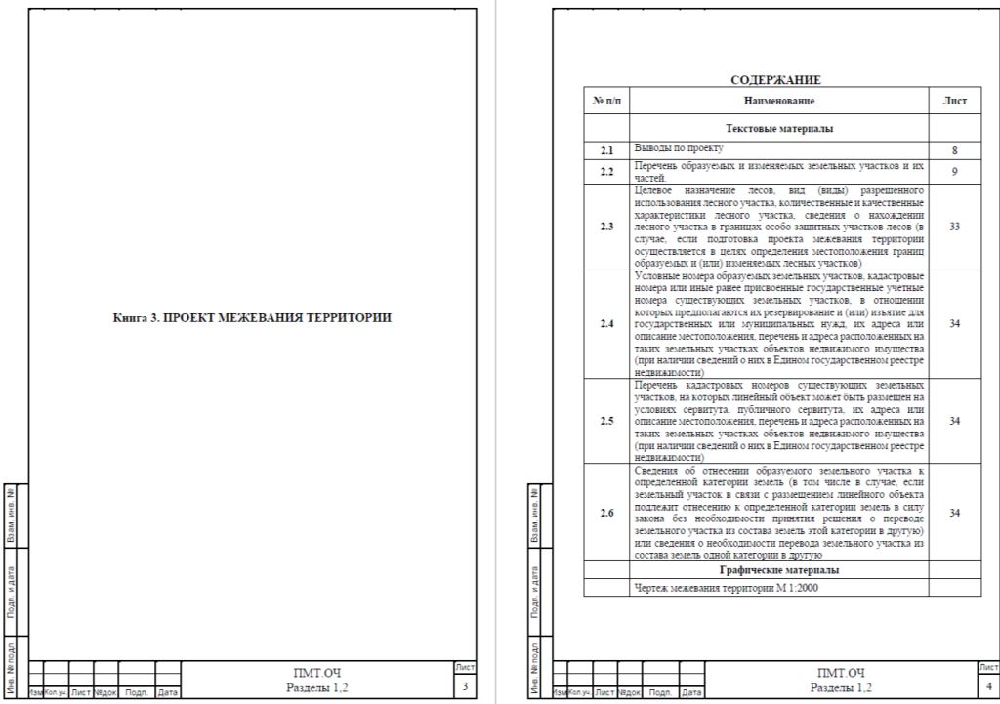 Книга 3. ПРОЕКТ МЕЖЕВАНИЯ ТЕРРИТОРИИ
Взам. инв. №
Подп. и дата
Инв. № подл.
Изм
Кол.уч.
Лист
№док
Подп.
Дата
ПМТ.ОЧ
Разделы 1,2
Лист
3
СОДЕРЖАНИЕ
№ п/п
Наименование
Лист
Текстовые материалы
2.1
Выводы по проекту
8
2.2
Перечень образуемых и изменяемых земельных участков и их
частей.
9
2.3
Целевое назначение лесов, вид (виды) разрешенного
использования лесного участка, количественные и качественные
характеристики лесного участка, сведения о нахождении
лесного участка в границах особо защитных участков лесов (в
случае, если подготовка проекта межевания территории
осуществляется в целях определения местоположения границ
образуемых и (или) изменяемых лесных участков)
33
2.4
Условные номера образуемых земельных участков, кадастровые
номера или иные ранее присвоенные государственные учетные
номера существующих земельных участков, в отношении
которых предполагаются их резервирование и (или) изъятие для
государственных или муниципальных нужд, их адреса или
описание местоположения, перечень и адреса расположенных на
таких земельных участках объектов недвижимого имущества
(при наличии сведений о них в Едином государственном реестре
недвижимости)
34
2.5
Перечень кадастровых номеров существующих земельных
участков, на которых линейный объект может быть размещен на
условиях сервитута, публичного сервитута, их адреса или
описание местоположения, перечень и адреса расположенных на
таких земельных участках объектов недвижимого имущества
(при наличии сведений о них в Едином государственном реестре
недвижимости)
34
2.6
Сведения об отнесении образуемого земельного участка к
определенной категории земель (в том числе в случае, если
земельный участок в связи с размещением линейного объекта
подлежит отнесению к определенной категории земель в силу
закона без необходимости принятия решения о переводе
земельного участка из состава земель этой категории в другую)
или сведения о необходимости перевода земельного участка из
состава земель одной категории в другую
34
Графические материалы
Чертеж межевания территории М 1:2000
Взам. инв. №
Подп. и дата
Инв. № подл.
Изм
Кол.уч.
Лист
№док
Подп.
Дата
ПМТ.ОЧ
Разделы 1,2
Лист
4